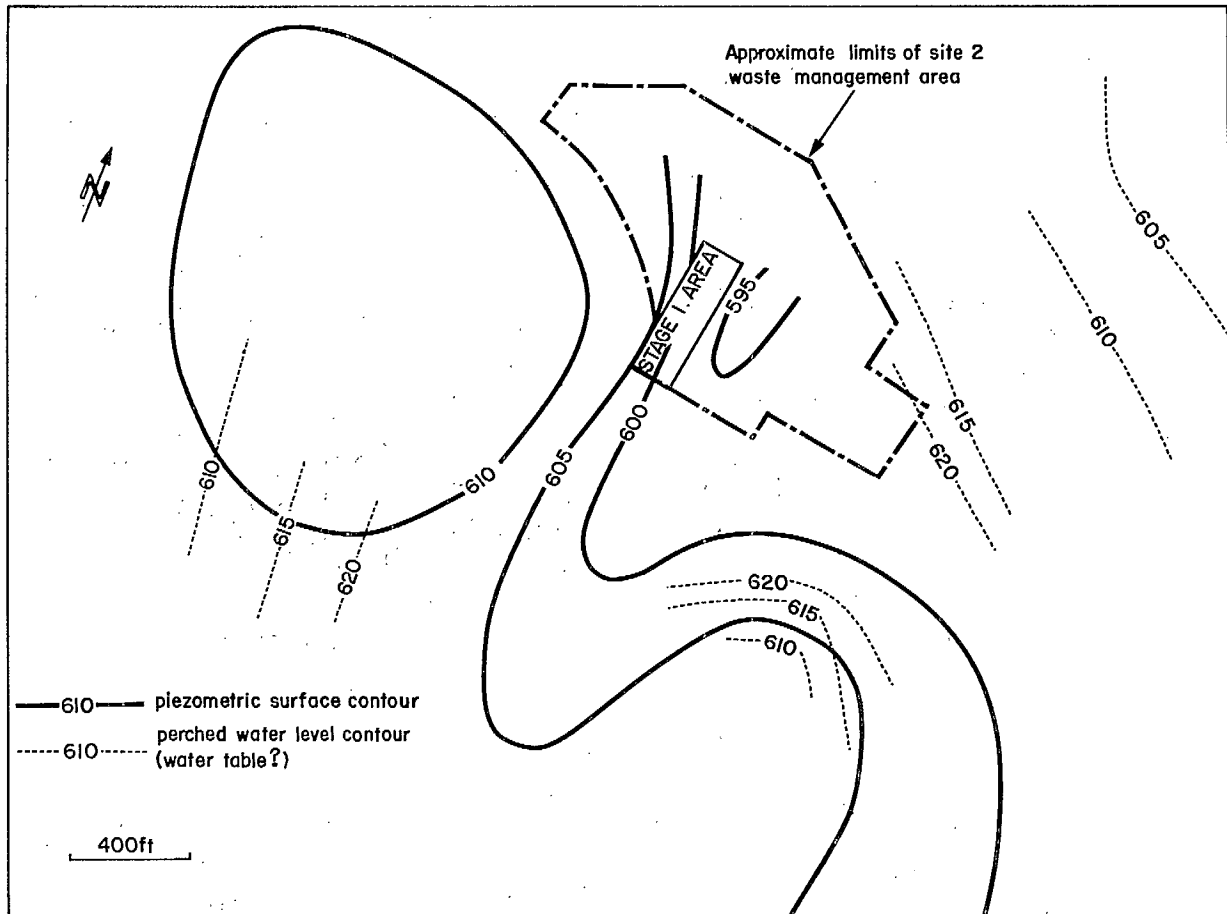 Approximate limits of site 2
waste management area
N
605
610
STAGE I. AREA
595
615
620
600
605
610
610
615
620
620
615
610
610 piezometric surface contour
610 perched water level contour
(water table?)
400ft